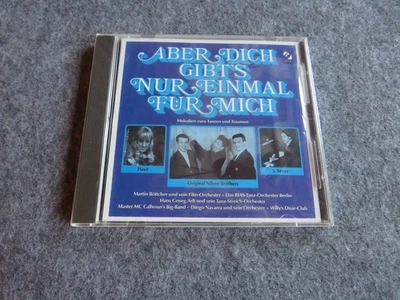 ABER DICH
GIBT'S
NUR EINMAL
FÜR MICH
Melodien zum Tanzen und Träumen
Original Nilsen Brothers
Martin Böttcher und sein Film-Orchester - Das RIAS-Tanz-Orchester Berlin
Hans Georg Arlt und sein Tanz-Streich-Orchester
Master MC Calhoun's Big-Band - Diego Navarra und sein Orchester - Willy's Disir-Club